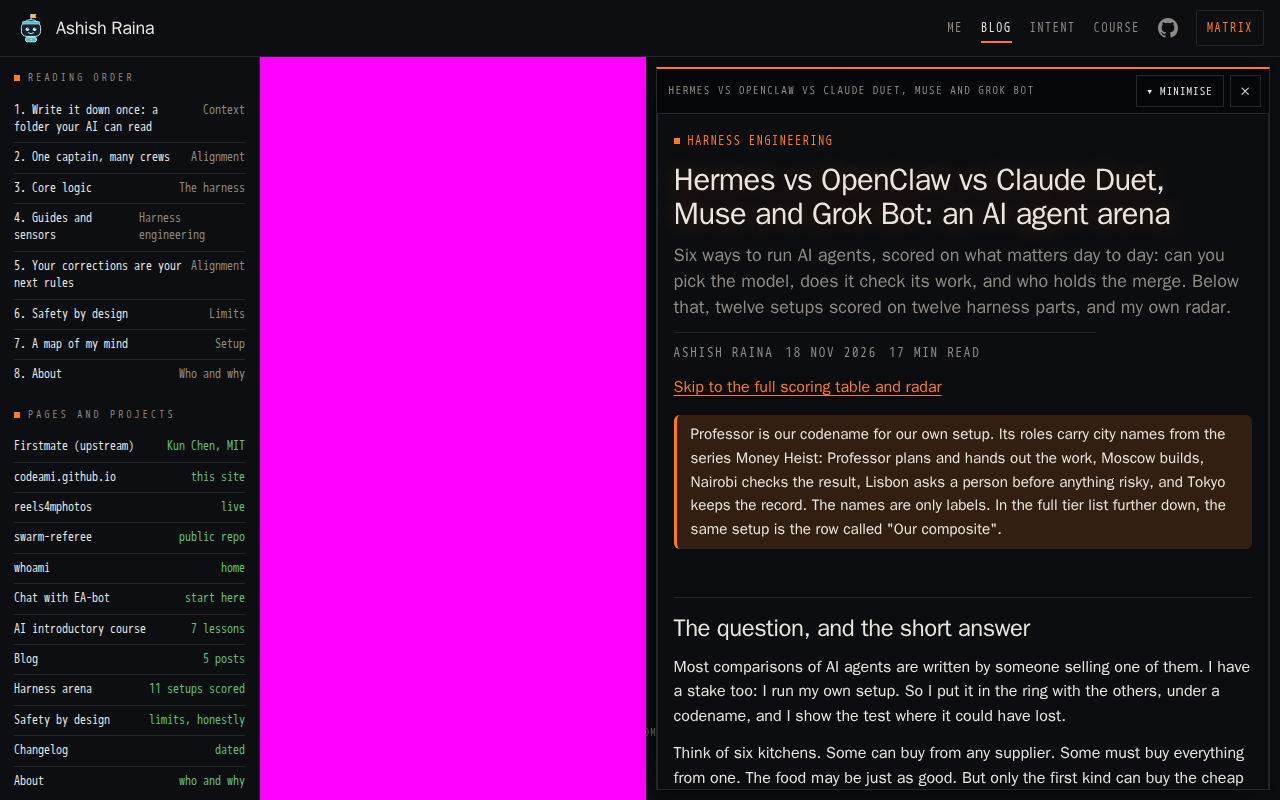 Ashish Raina
ME BLOG INTENT COURSE MATRIX
READING ORDER
1. Write it down once: a folder your AI can read Context
2. One captain, many crews Alignment
3. Core logic The harness
4. Guides and sensors Harness engineering
5. Your corrections are your next rules Alignment
6. Safety by design Limits
7. A map of my mind Setup
8. About Who and why
PAGES AND PROJECTS
Firstmate (upstream) Kun Chen, MIT
codeami.github.io this site
reels4mphotos live
swarm-referee public repo
whoami home
Chat with EA-bot start here
AI introductory course 7 lessons
Blog 5 posts
Harness arena 11 setups scored
Safety by design limits, honestly
Changelog dated
About who and why
HERMES VS OPENCLAW VS CLAUDE DUET, MUSE AND GROK BOT
▾ MINIMISE ✕
HARNESS ENGINEERING
Hermes vs OpenClaw vs Claude Duet,
Muse and Grok Bot: an AI agent arena
Six ways to run AI agents, scored on what matters day to day: can you
pick the model, does it check its work, and who holds the merge. Below
that, twelve setups scored on twelve harness parts, and my own radar.
ASHISH RAINA 18 NOV 2026 17 MIN READ
Skip to the full scoring table and radar
Professor is our codename for our own setup. Its roles carry city names from the
series Money Heist: Professor plans and hands out the work, Moscow builds,
Nairobi checks the result, Lisbon asks a person before anything risky, and Tokyo
keeps the record. The names are only labels. In the full tier list further down, the
same setup is the row called "Our composite".
The question, and the short answer
Most comparisons of AI agents are written by someone selling one of them. I have
a stake too: I run my own setup. So I put it in the ring with the others, under a
codename, and I show the test where it could have lost.
Think of six kitchens. Some can buy from any supplier. Some must buy everything
from one. The food may be just as good. But only the first kind can buy the cheap